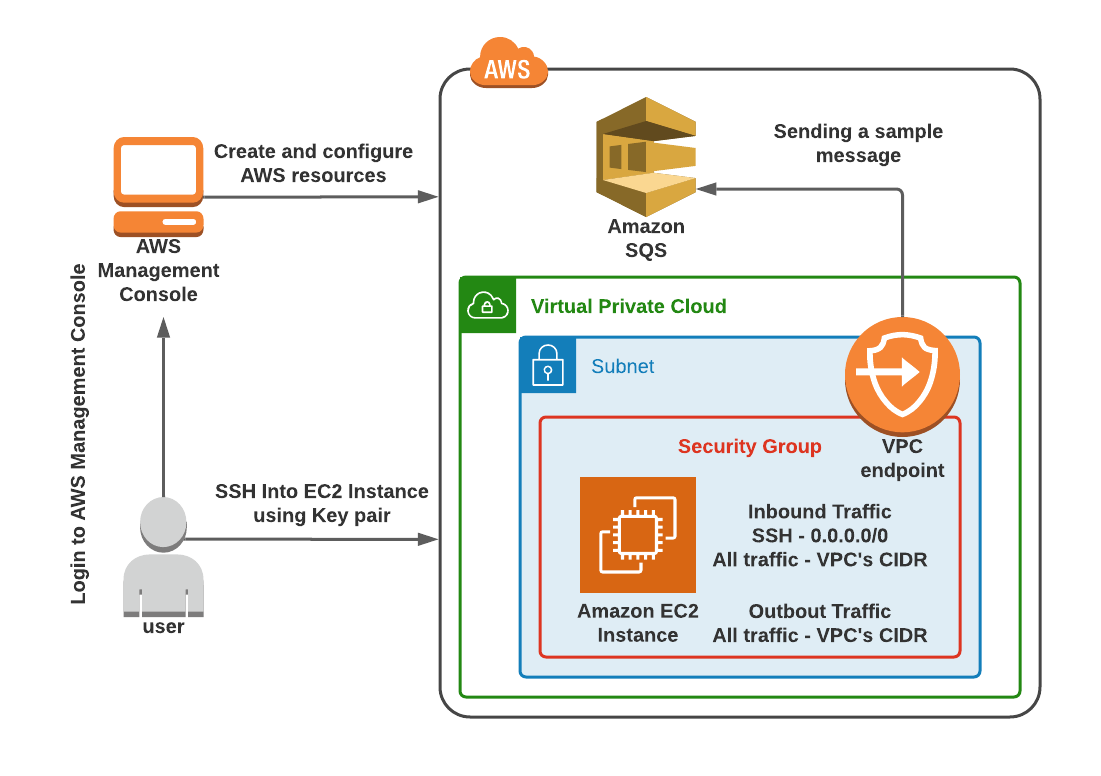 AWS
Create and configure
AWS resources
Sending a sample
message
Amazon
SQS
AWS
Management
Console
Login to AWS Management Console
Virtual Private Cloud
Subnet
Security Group
VPC
endpoint
SSH Into EC2 Instance
using Key pair
Inbound Traffic
SSH - 0.0.0.0/0
All traffic - VPC's CIDR
Amazon EC2
Instance
Outbout Traffic
All traffic - VPC's CIDR
user